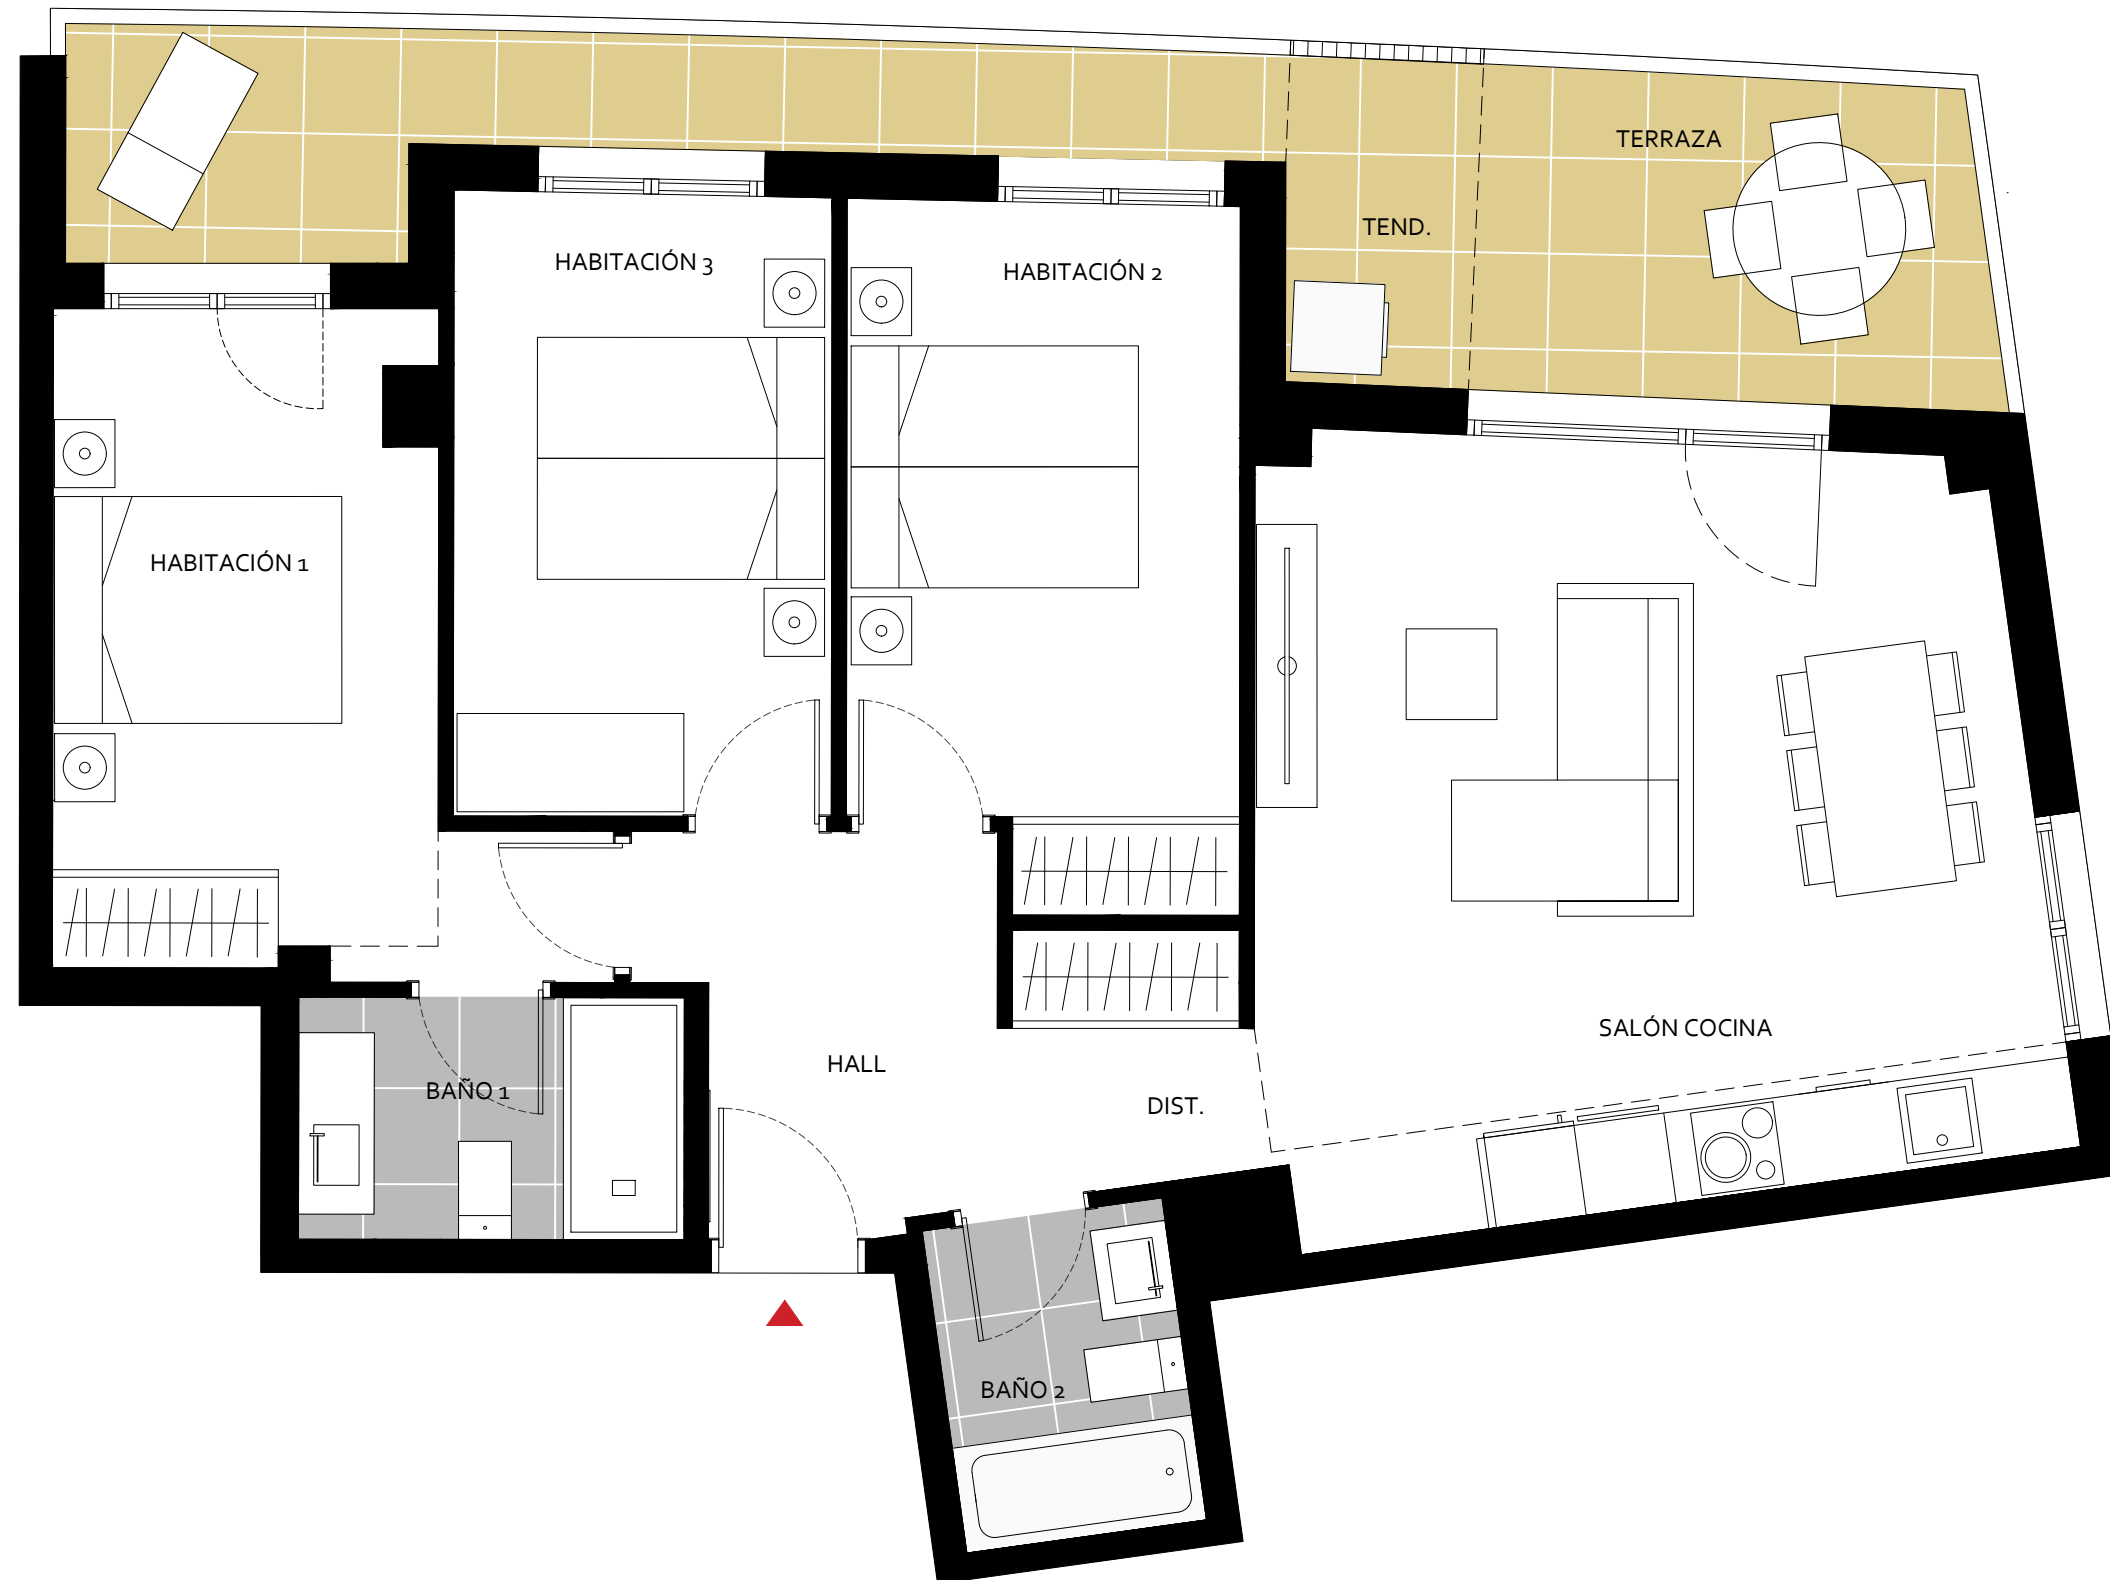 TERRAZA
TEND.
HABITACIÓN 3
HABITACIÓN 2
HABITACIÓN 1
SALÓN COCINA
HALL
BAÑO 1
DIST.
BAÑO 2